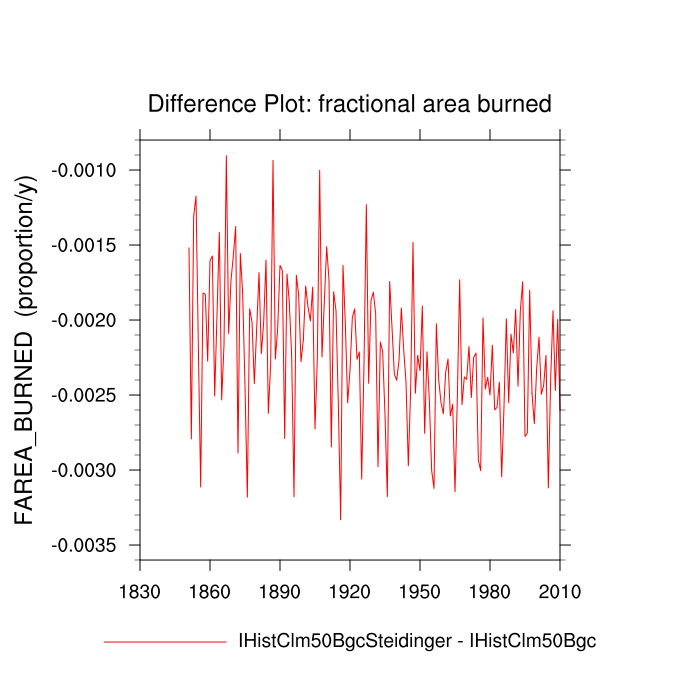 Difference Plot: fractional area burned
FAREA_BURNED (proportion/y)
-0.0010
-0.0015
-0.0020
-0.0025
-0.0030
-0.0035
1830 1860 1890 1920 1950 1980 2010
IHistClm50BgcSteidinger - IHistClm50Bgc